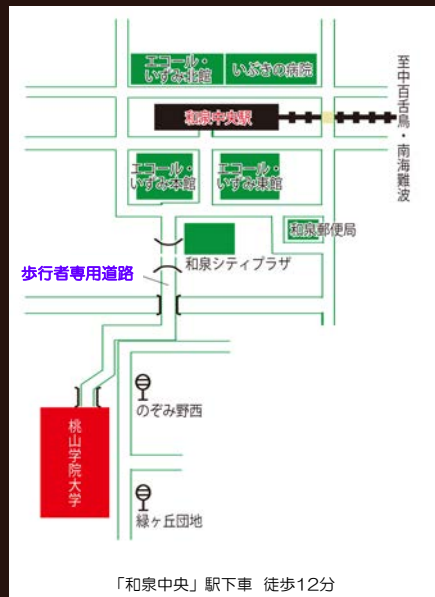 エコール・
いずみ北館
いぶきの病院
和泉中央駅
至中百舌鳥・南海難波
エコール・
いずみ本館
エコール・
いずみ東館
和泉郵便局
和泉シティプラザ
歩行者専用道路
のぞみ野西
桃山学院大学
緑ヶ丘団地
「和泉中央」駅下車 徒歩12分